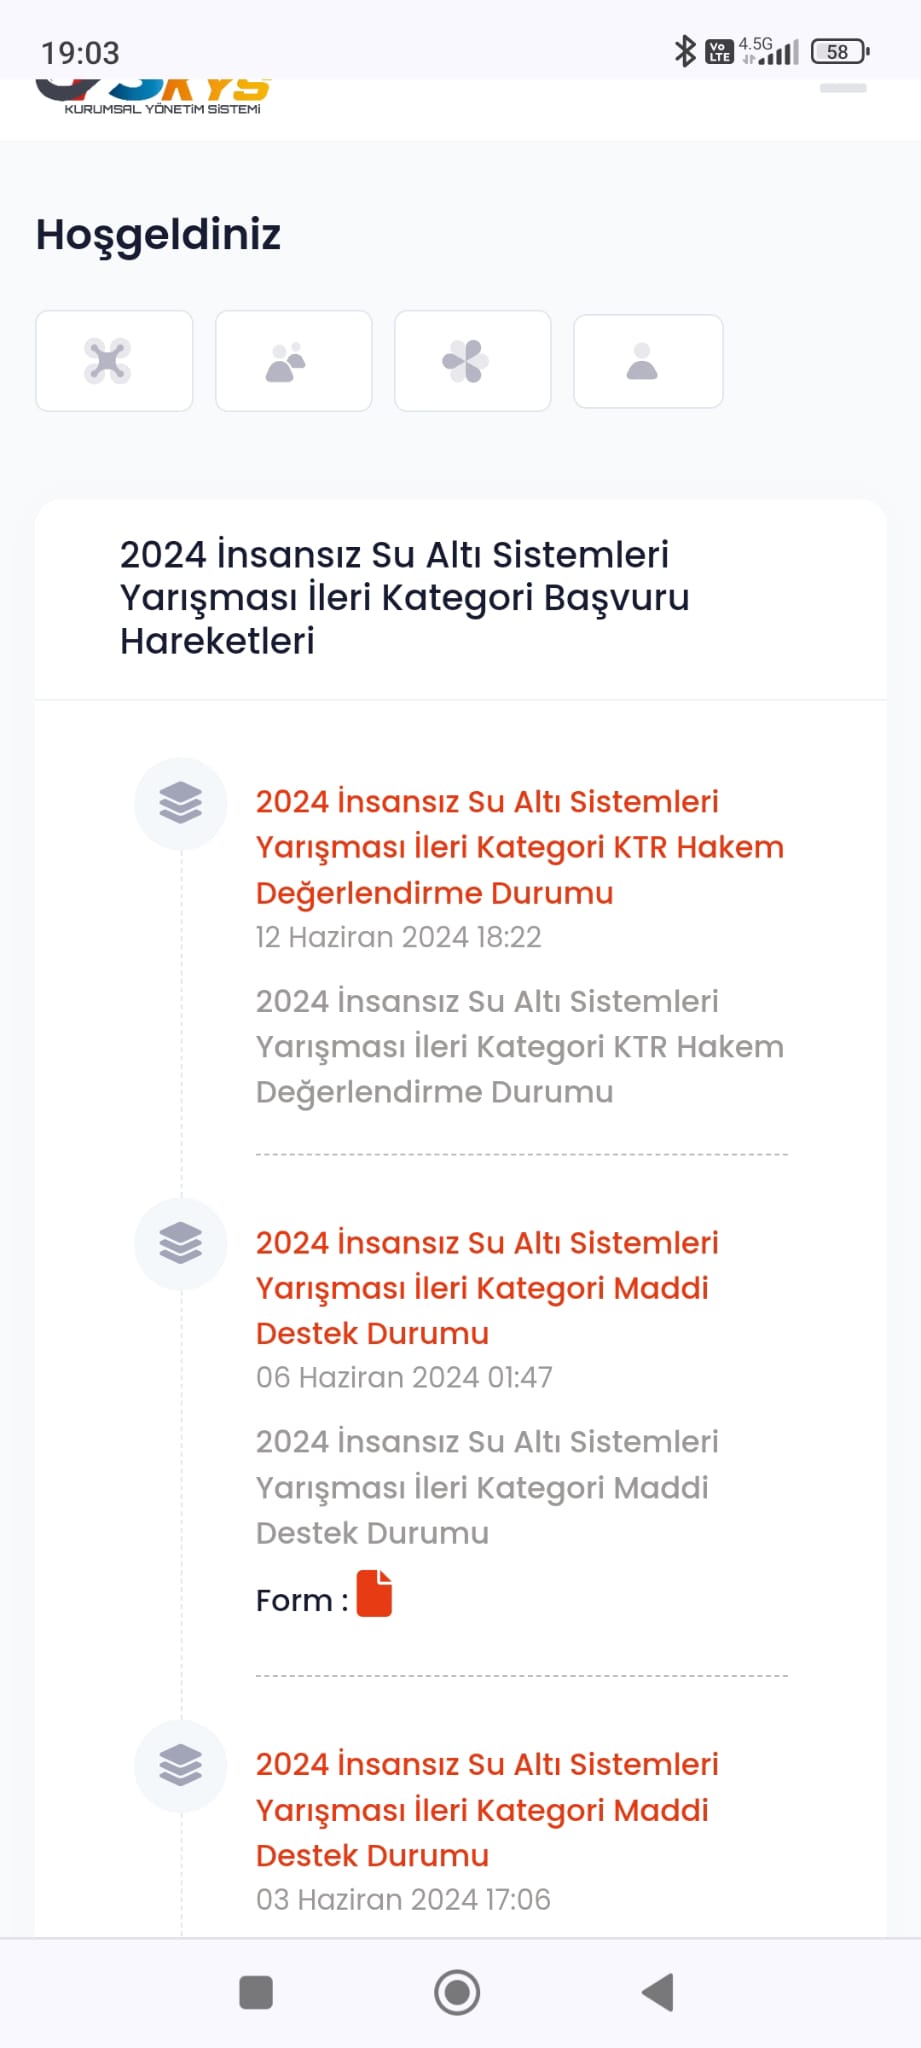 19:03
Vo
LTE
4.5G
58
KURUMSAL YÖNETİM SİSTEMİ
Hoşgeldiniz
2024 İnsansız Su Altı Sistemleri
Yarışması İleri Kategori Başvuru
Hareketleri
2024 İnsansız Su Altı Sistemleri
Yarışması İleri Kategori KTR Hakem
Değerlendirme Durumu
12 Haziran 2024 18:22
2024 İnsansız Su Altı Sistemleri
Yarışması İleri Kategori KTR Hakem
Değerlendirme Durumu
2024 İnsansız Su Altı Sistemleri
Yarışması İleri Kategori Maddi
Destek Durumu
06 Haziran 2024 01:47
2024 İnsansız Su Altı Sistemleri
Yarışması İleri Kategori Maddi
Destek Durumu
Form :
2024 İnsansız Su Altı Sistemleri
Yarışması İleri Kategori Maddi
Destek Durumu
03 Haziran 2024 17:06